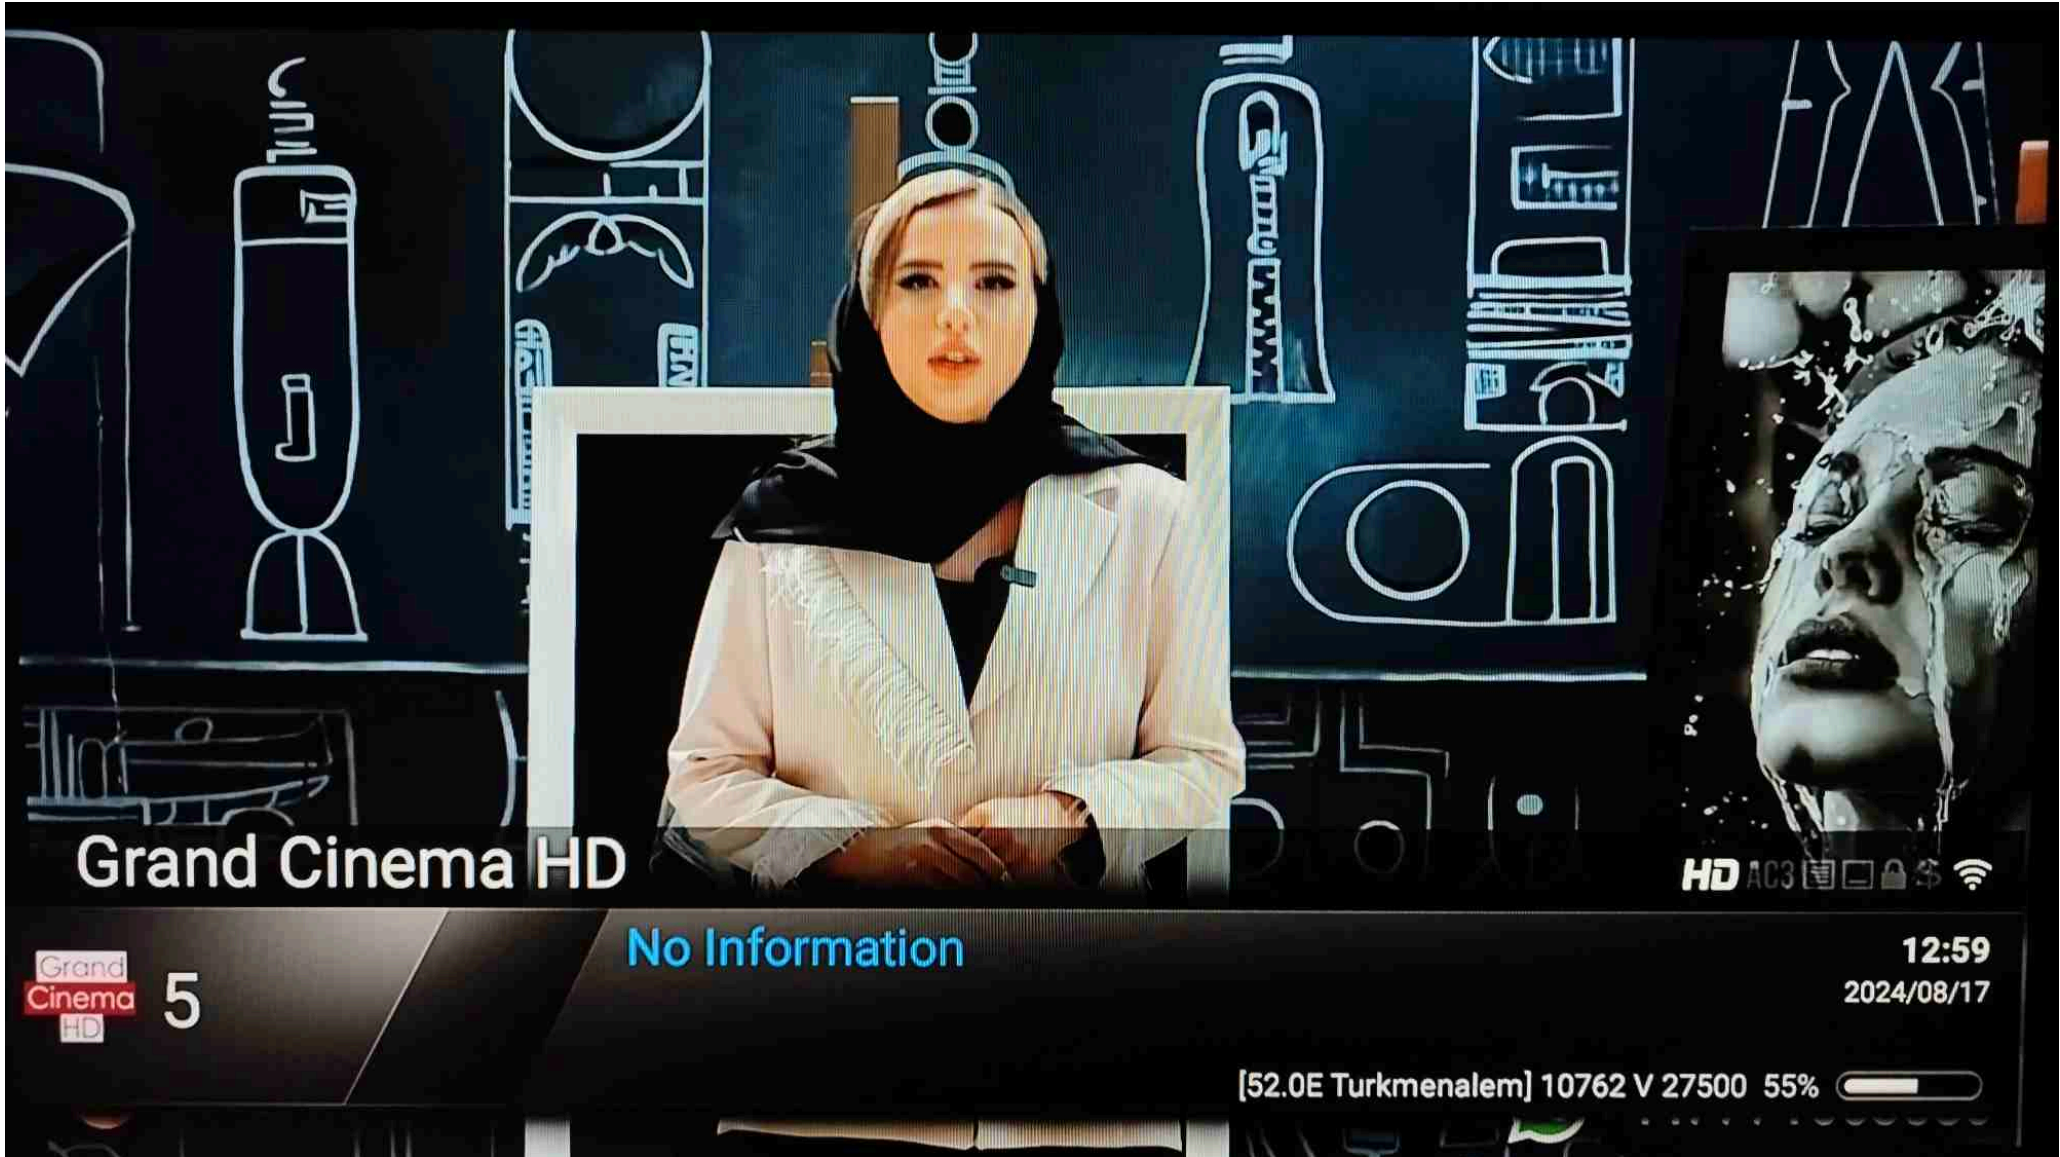 Grand Cinema HD
HD AC3
Grand
Cinema
HD
5
No Information
12:59
2024/08/17
[52.0E Turkmenalem] 10762 V 27500 55%